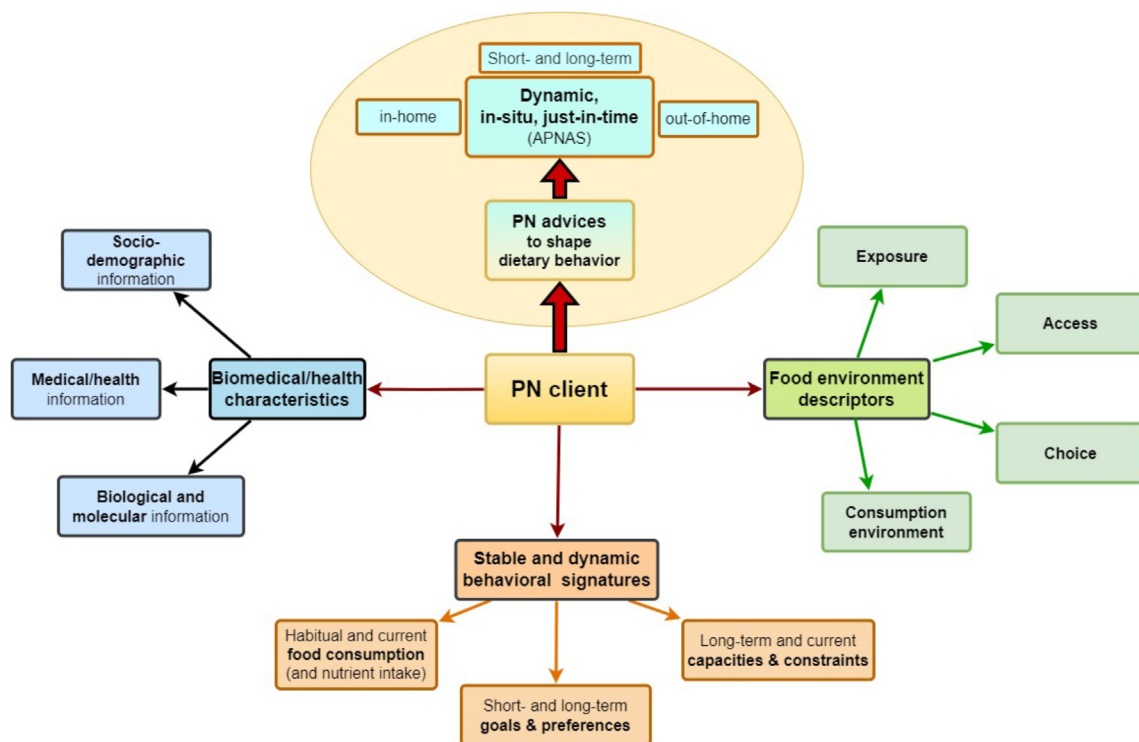 Short- and long-term
Dynamic,
in-situ, just-in-time
(APNAS)
in-home
out-of-home
PN advices
to shape
dietary behavior
Socio-
demographic
information
Medical/health
information
Biological and
molecular information
Biomedical/health
characteristics
PN client
Food environment
descriptors
Exposure
Access
Choice
Consumption
environment
Stable and dynamic
behavioral signatures
Habitual and current
food consumption
(and nutrient intake)
Short- and long-term
goals & preferences
Long-term and current
capacities & constraints